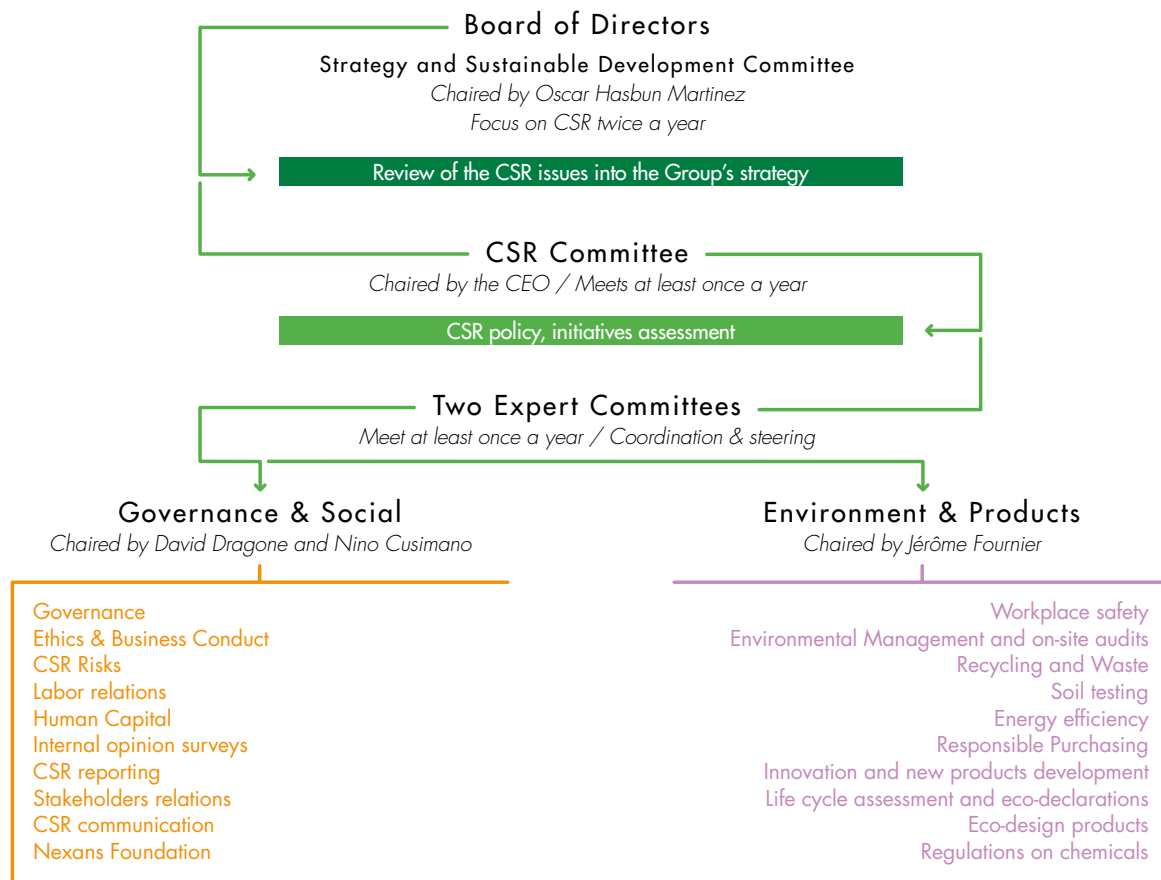 Board of Directors
Strategy and Sustainable Development Committee
Chaired by Oscar Hasbun Martinez
Focus on CSR twice a year
Review of the CSR issues into the Group's strategy
CSR Committee
Chaired by the CEO / Meets at least once a year
CSR policy, initiatives assessment
Two Expert Committees
Meet at least once a year / Coordination & steering
Governance & Social
Chaired by David Dragone and Nino Cusimano
Governance
Ethics & Business Conduct
CSR Risks
Labor relations
Human Capital
Internal opinion surveys
CSR reporting
Stakeholders relations
CSR communication
Nexans Foundation
Environment & Products
Chaired by Jérôme Fournier
Workplace safety
Environmental Management and on-site audits
Recycling and Waste
Soil testing
Energy efficiency
Responsible Purchasing
Innovation and new products development
Life cycle assessment and eco-declarations
Eco-design products
Regulations on chemicals